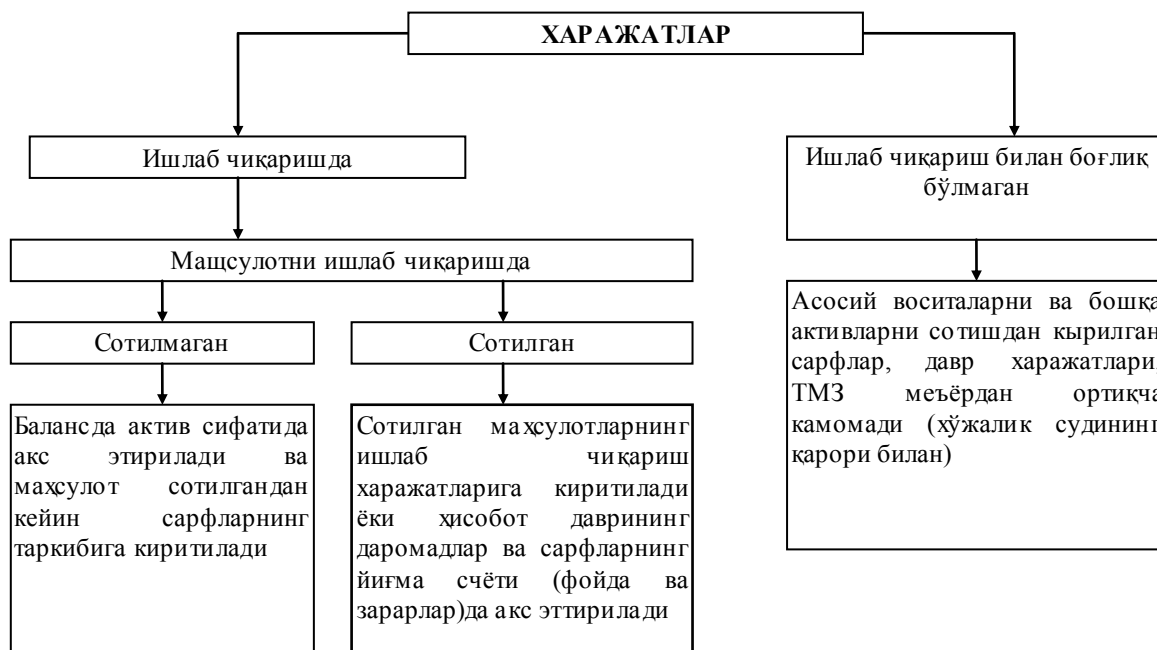 ХАРАЖАТЛАР
Ишлаб чиқаришда
Ишлаб чиқариш билан боғлиқ
бўлмаган
Мащсулотни ишлаб чиқаришда
Сотилмаган
Сотилган
Балансда актив сифатида
акс этирилади ва
маҳсулот сотилгандан
кейин сарфларнинг
таркибига киритилади
Сотилган маҳсулотларнинг
ишлаб чиқариш
харажатларига киритилади
ёки ҳисобот даврининг
даромадлар ва сарфларнинг
йиғма счёти (фойда ва
зарарлар)да акс эттирилади
Асосий воситаларни ва бошқа
активларни сотишдан кырилган
сарфлар, давр харажатлари,
ТМЗ меъёрдан ортиқча
камомади (хўжалик судининг
қарори билан)